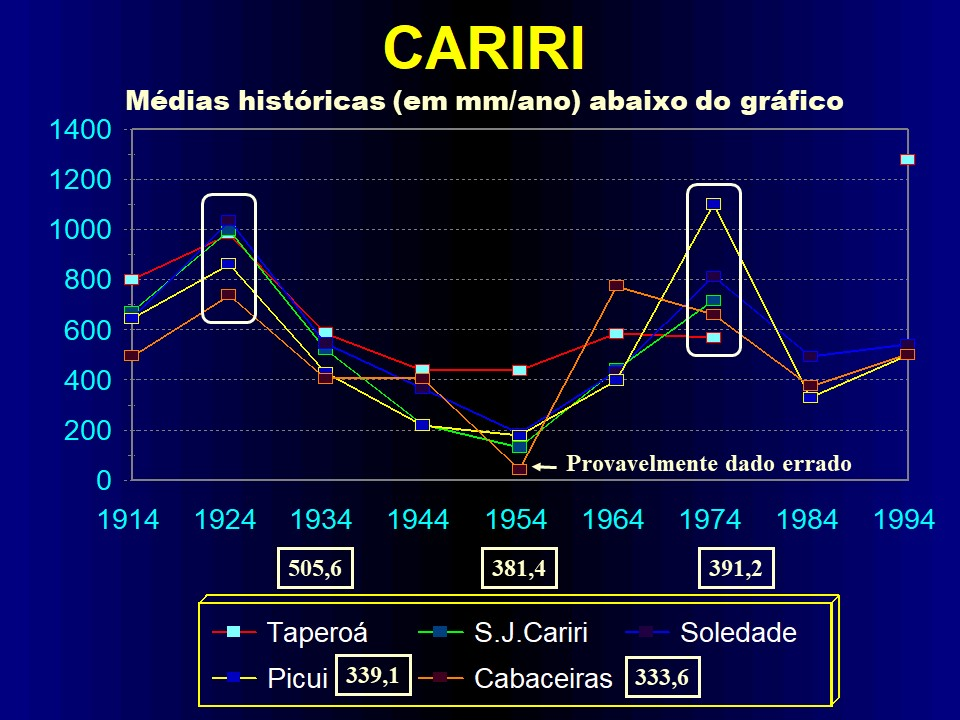 CARIRI
Médias históricas (em mm/ano) abaixo do gráfico
1400
1200
1000
800
600
400
200
0
Provavelmente dado errado
1914 1924 1934 1944 1954 1964 1974 1984 1994
505,6 381,4 391,2
Taperoá S.J.Cariri Soledade
Picui 339,1 Cabaceiras 333,6